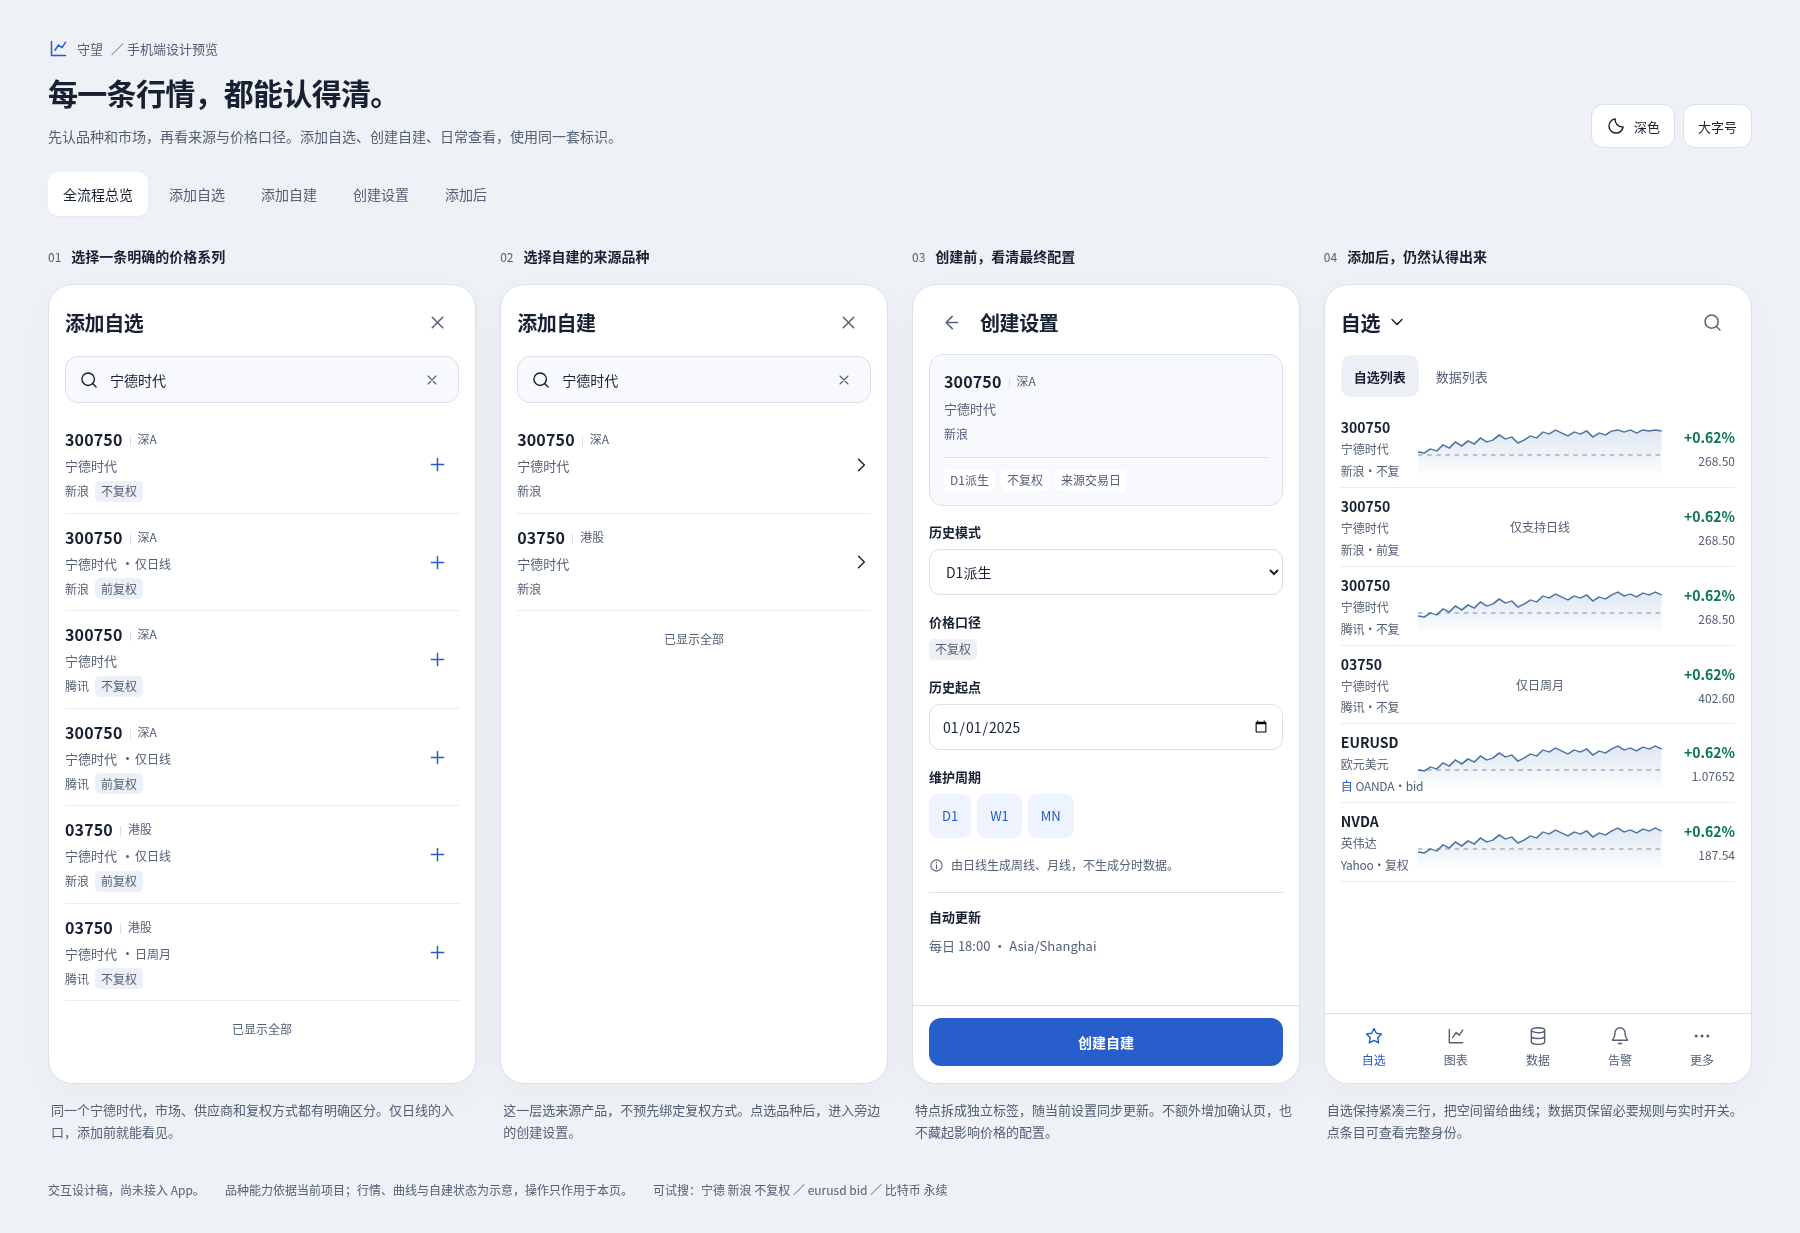 守望 ／手机端设计预览
每一条行情，都能认得清。
先认品种和市场，再看来源与价格口径。添加自选、创建自建、日常查看，使用同一套标识。
深色
大字号
全流程总览
添加自选
添加自建
创建设置
添加后
01 选择一条明确的价格系列
添加自选
宁德时代
300750 深A
宁德时代
新浪 不复权
300750 深A
宁德时代 · 仅日线
新浪 前复权
300750 深A
宁德时代
腾讯 不复权
300750 深A
宁德时代 · 仅日线
腾讯 前复权
03750 港股
宁德时代 · 仅日线
新浪 前复权
03750 港股
宁德时代 · 日周月
腾讯 不复权
已显示全部
同一个宁德时代，市场、供应商和复权方式都有明确区分。仅日线的入
口，添加前就能看见。
02 选择自建的来源品种
添加自建
宁德时代
300750 深A
宁德时代
新浪
03750 港股
宁德时代
新浪
已显示全部
这一层选来源产品，不预先绑定复权方式。点选品种后，进入旁边
的创建设置。
03 创建前，看清最终配置
创建设置
300750 深A
宁德时代
新浪
D1派生 不复权 来源交易日
历史模式
D1派生
价格口径
不复权
历史起点
01/01/2025
维护周期
D1 W1 MN
由日线生成周线、月线，不生成分时数据。
自动更新
每日 18:00 · Asia/Shanghai
创建自建
特点拆成独立标签，随当前设置同步更新。不额外增加确认页，也
不藏起影响价格的配置。
04 添加后，仍然认得出来
自选
自选列表 数据列表
300750
宁德时代
新浪·不复
+0.62%
268.50
300750
宁德时代
新浪·前复
仅支持日线
+0.62%
268.50
300750
宁德时代
腾讯·不复
+0.62%
268.50
03750
宁德时代
腾讯·不复
仅日周月
+0.62%
402.60
EURUSD
欧元美元
自 OANDA·bid
+0.62%
1.07652
NVDA
英伟达
Yahoo·复权
+0.62%
187.54
自选 图表 数据 告警 更多
自选保持紧凑三行，把空间留给曲线；数据页保留必要规则与实时开关。
点条目可查看完整身份。
交互设计稿，尚未接入 App。 品种能力依据当前项目；行情、曲线与自建状态为示意，操作只作用于本页。 可试搜：宁德 新浪 不复权 ／ eurusd bid ／ 比特币 永续